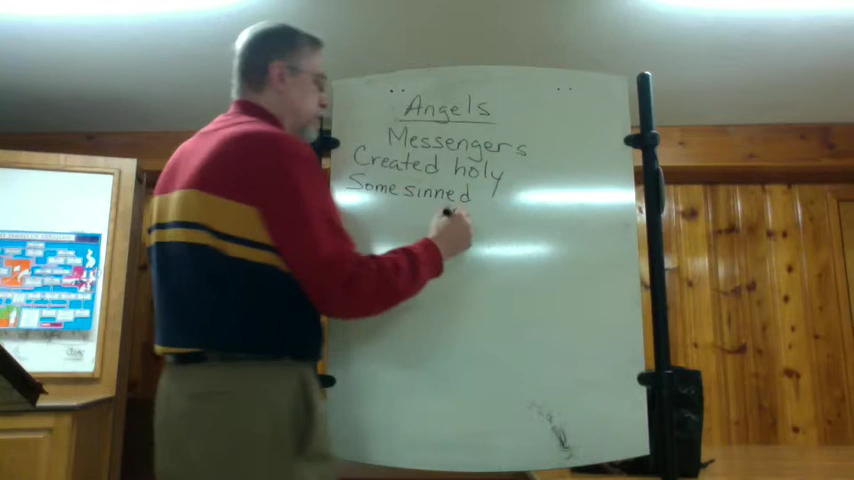 Angels
Messengers
Created holy
Some sinned